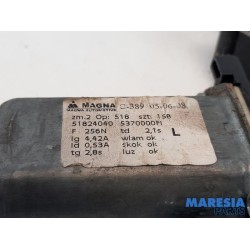 MAGNA D-389 05-06-08
zm.2 Op: 516 szt: 158
51824040 5370000FI
F 256N td 2,1s L
Ig 4,42A wlam ok
Id 0,53A skok ok
tg 2,8s luz ok
MARESIA